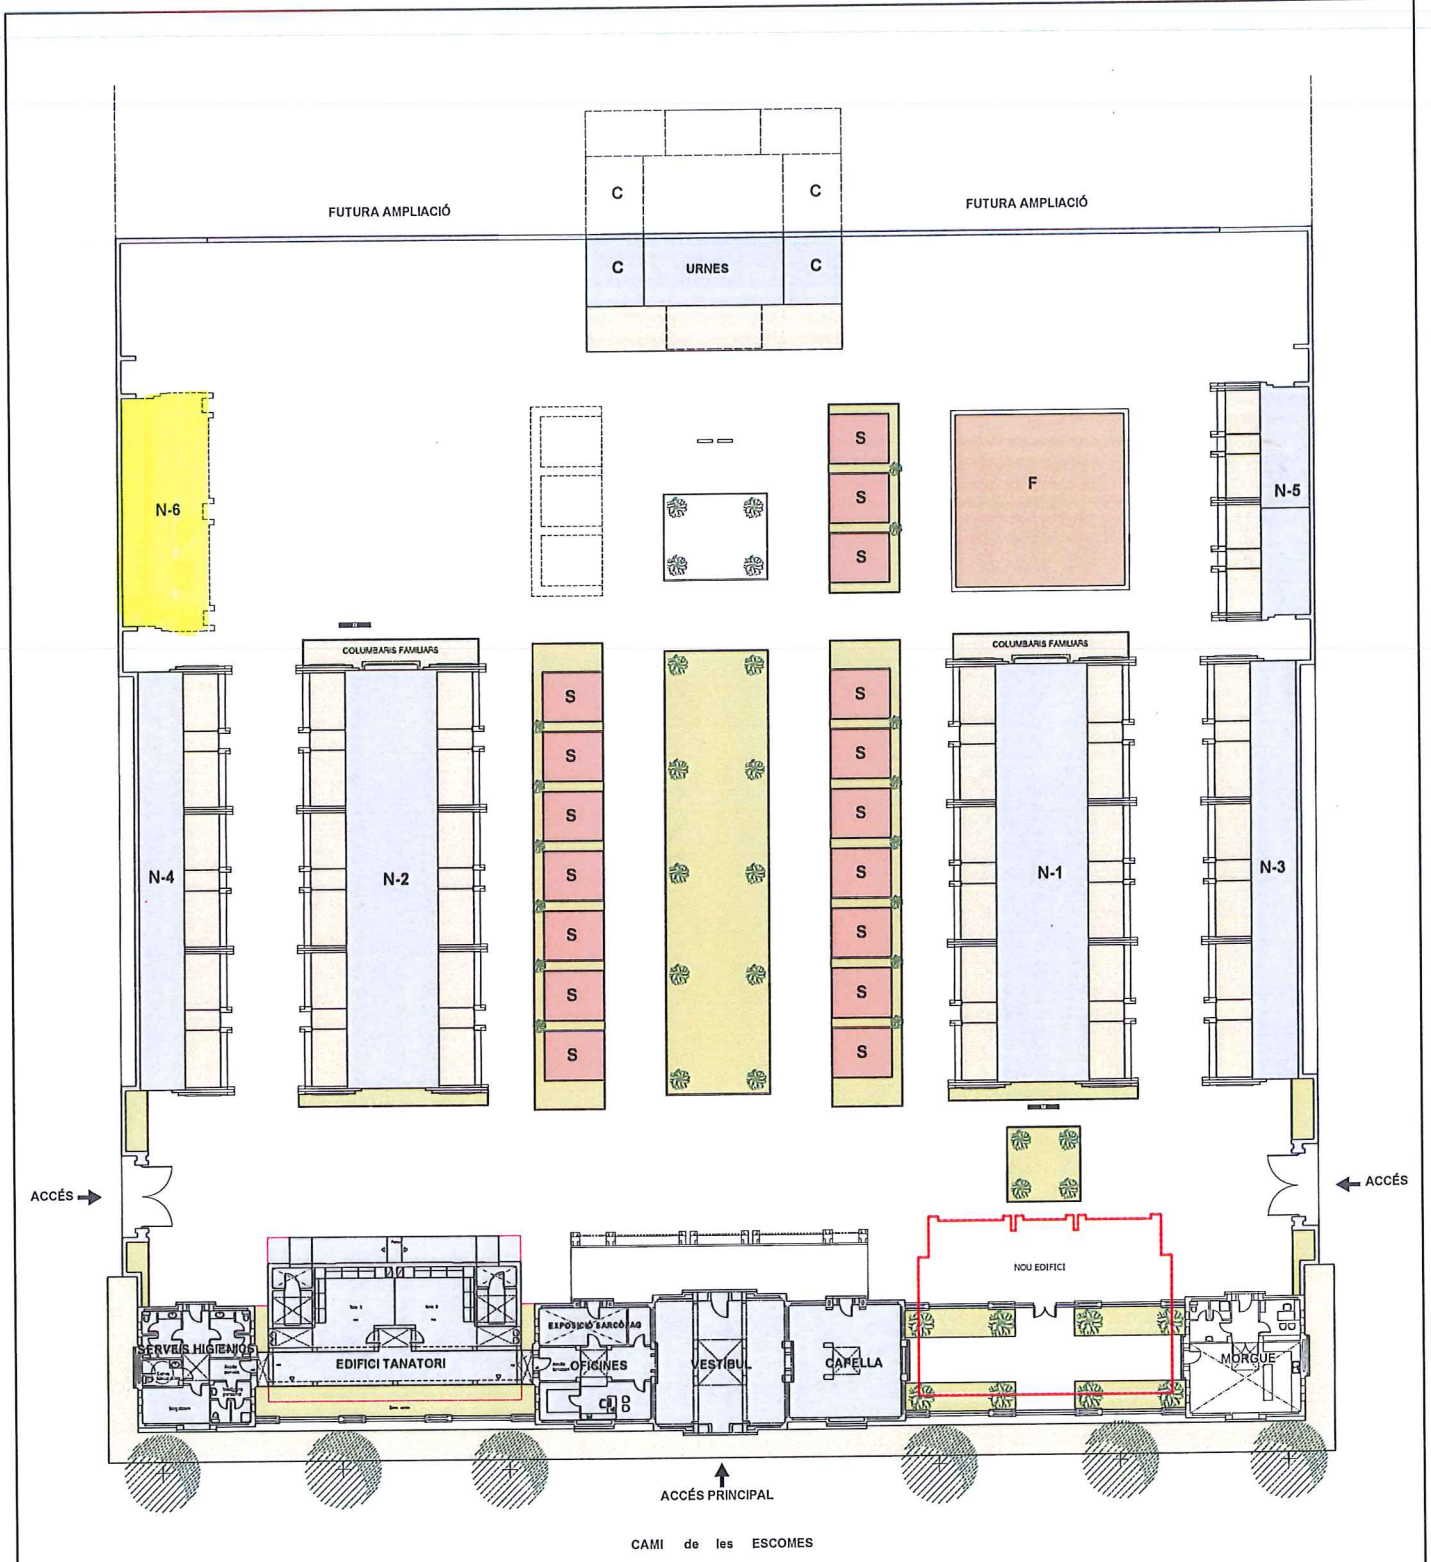 FUTURA AMPLIACIÓ
FUTURA AMPLIACIÓ
C
C
C
URNES
C
N-6
S
S
S
F
N-5
COLUMBARIS FAMILIARS
COLUMBARIS FAMILIARS
N-4
N-2
S
S
S
S
S
S
S
S
S
S
S
S
S
S
N-1
N-3
ACCÉS
ACCÉS
NOU EDIFICI
SERVEIS HIGIENICS
EDIFICI TANATORI
EXPOSICIÓ SARCÒFAG
OFICINES
VESTÍBUL
CAPELLA
MORGUE
ACCÉS PRINCIPAL
CAMI de les ESCOMES